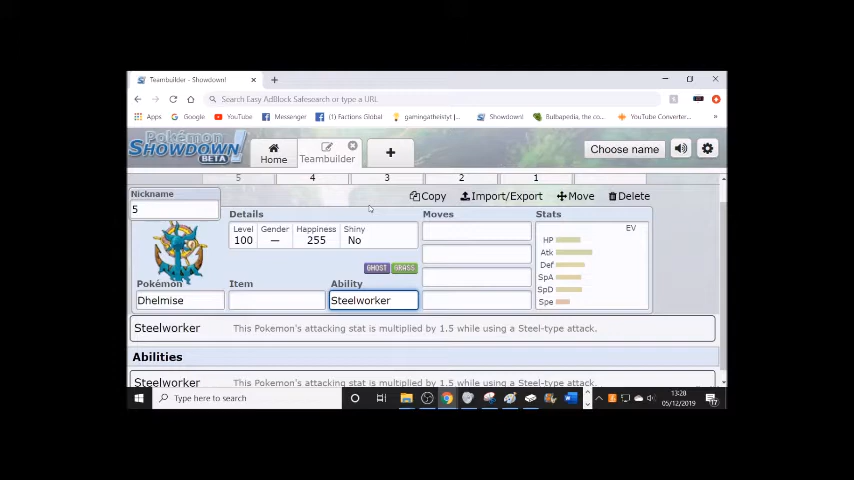 Teambuilder - Showdown!
Search Easy AdBlock Safesearch or type a URL
Apps Google YouTube Messenger (1) Factions Global gamingatheistyt |... Showdown! Bulbapedia, the co... YouTube Converter...
Pokémon
SHOWDOWN!
BETA
Home
Teambuilder
Choose name
5 4 3 2 1
Copy Import/Export Move Delete
Nickname
5
Details
Level Gender Happiness Shiny
100 — 255 No
Moves
Stats
EV
HP
Atk
Def
SpA
SpD
Spe
GHOST GRASS
Pokémon Item Ability
Dhelmise Steelworker
Steelworker This Pokemon's attacking stat is multiplied by 1.5 while using a Steel-type attack.
Abilities
Steelworker This Pokemon's attacking stat is multiplied by 1.5 while using a Steel-type attack.
Type here to search
13:28
05/12/2019
17